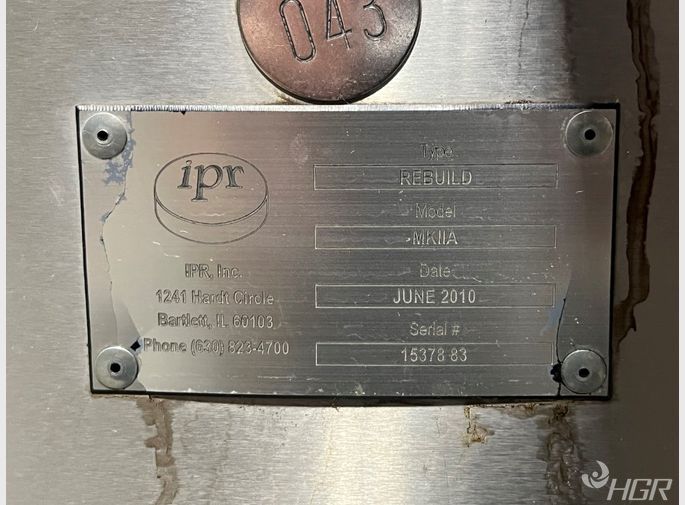 043
ipr
IPR, Inc.
1241 Hardt Circle
Bartlett, IL 60103
Phone (630) 823-4700
Type
REBUILD
Model
MKIIA
Date
JUNE 2010
Serial #
15378 83
HGR